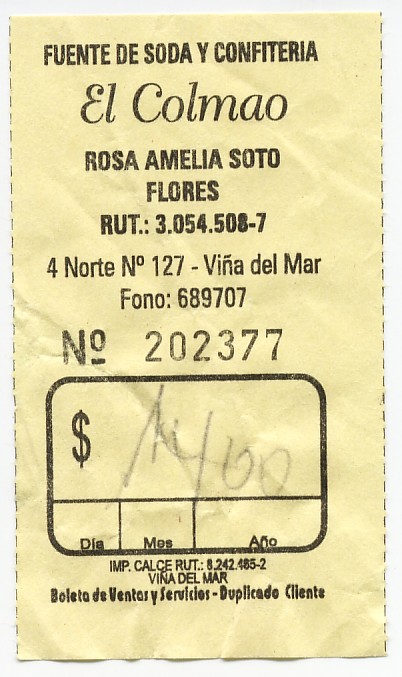 FUENTE DE SODA Y CONFITERIA
El Colmao
ROSA AMELIA SOTO
FLORES
RUT.: 3.054.508-7
4 Norte Nº 127 - Viña del Mar
Fono: 689707
Nº 202377
$
Día Mes Año
IMP. CALCE RUT.: 8.242.485-2
VIÑA DEL MAR
Boleta de Ventas y Servicios - Duplicado Cliente